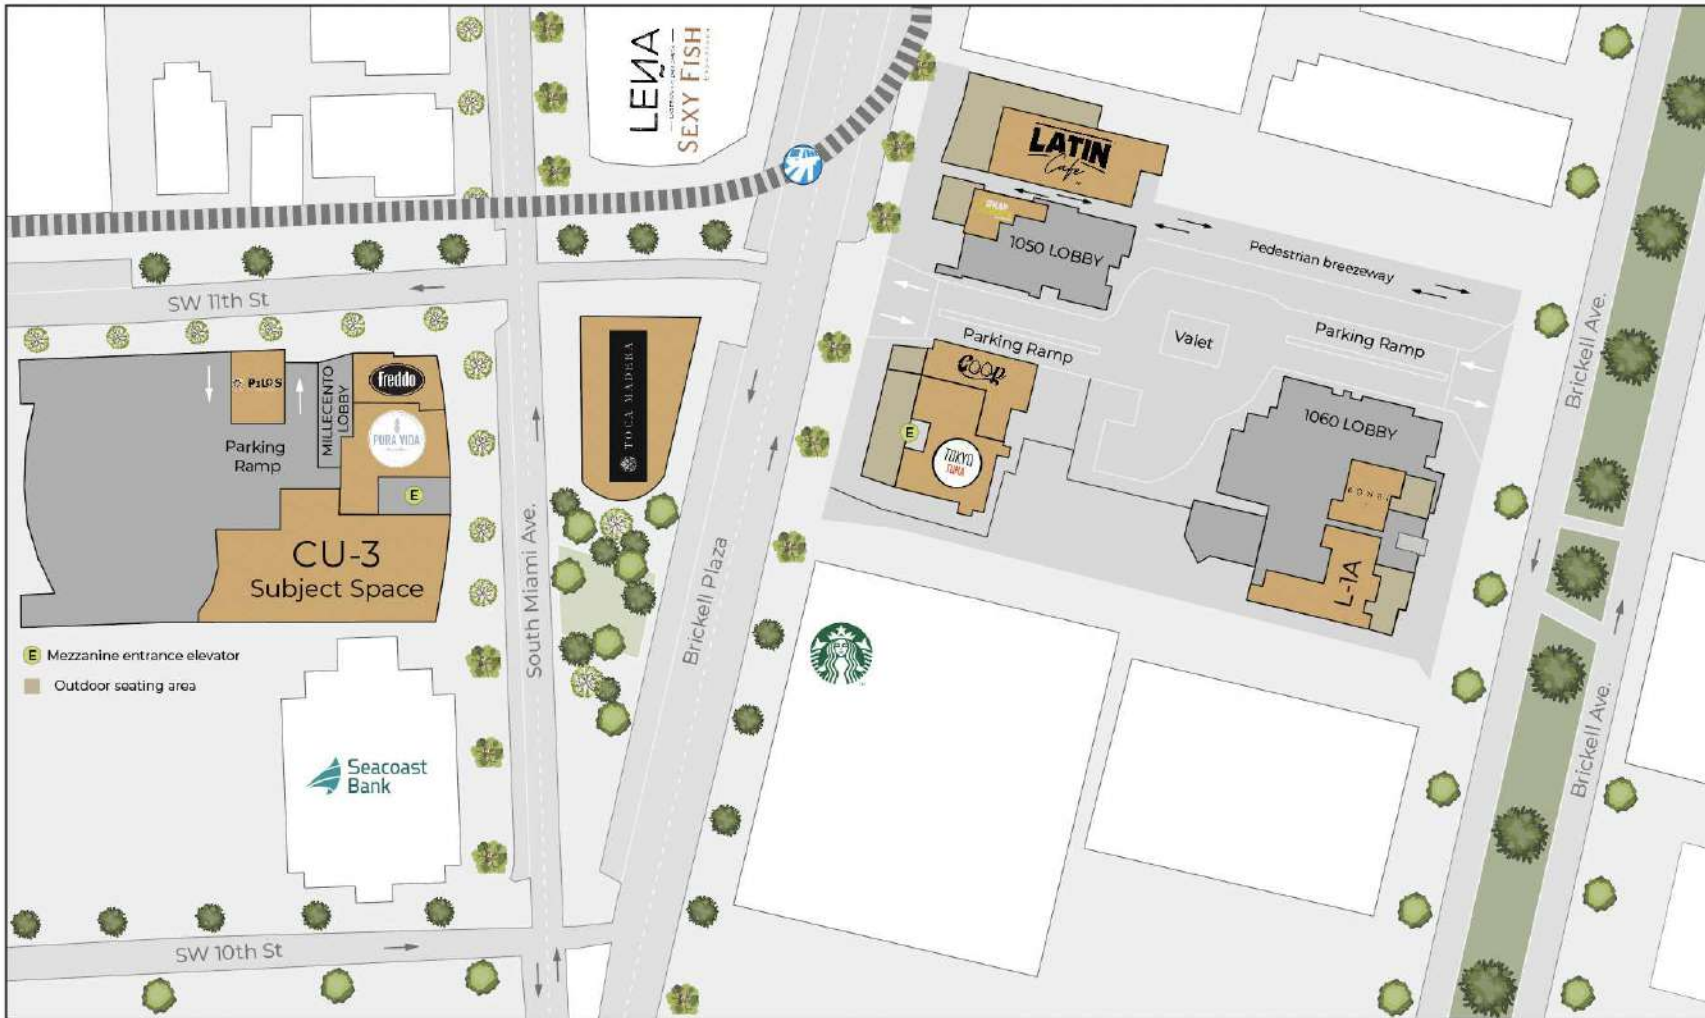 LENA
SEXY FISH
LATIN
Cafe
1050 LOBBY
Pedestrian breezeway
SW 11th St
Parking Ramp
Valet
Parking Ramp
Brickell Ave.
PILOS
MILLECENTO
LOBBY
Freddo
PURA VIDA
Parking
Ramp
E
TOCA MADERA
COOP
E
TOKYO
TUNA
1060 LOBBY
L-1A
CU-3
Subject Space
South Miami Ave.
Brickell Plaza
E Mezzanine entrance elevator
Outdoor seating area
Brickell Ave.
Seacoast
Bank
SW 10th St